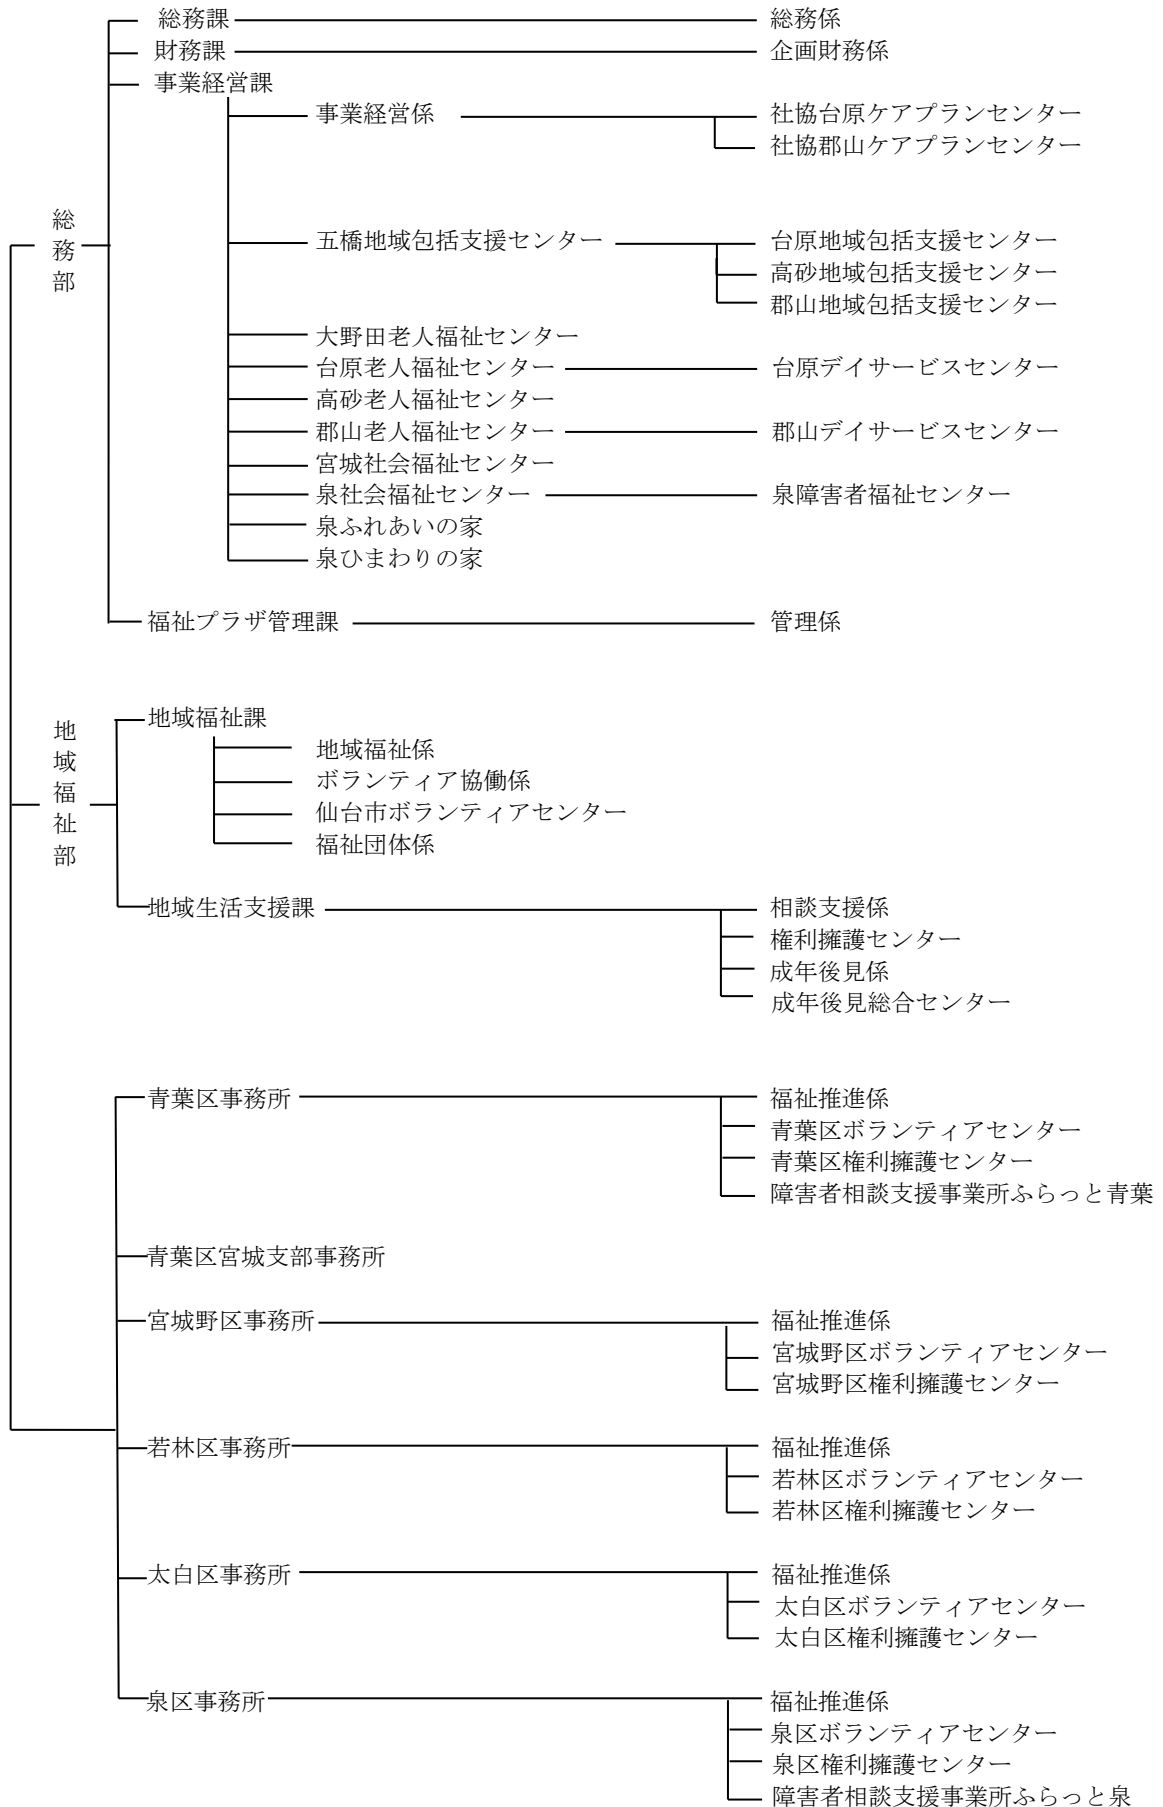 総務課 総務係
財務課 企画財務係
事業経営課
事業経営係 社協台原ケアプランセンター
社協郡山ケアプランセンター
総務部
五橋地域包括支援センター 台原地域包括支援センター
高砂地域包括支援センター
郡山地域包括支援センター
大野田老人福祉センター
台原老人福祉センター 台原デイサービスセンター
高砂老人福祉センター
郡山老人福祉センター 郡山デイサービスセンター
宮城社会福祉センター
泉社会福祉センター 泉障害者福祉センター
泉ふれあいの家
泉ひまわりの家
福祉プラザ管理課 管理係
地域福祉部
地域福祉課
地域福祉係
ボランティア協働係
仙台市ボランティアセンター
福祉団体係
地域生活支援課 相談支援係
権利擁護センター
成年後見係
成年後見総合センター
青葉区事務所 福祉推進係
青葉区ボランティアセンター
青葉区権利擁護センター
障害者相談支援事業所ふらっと青葉
青葉区宮城支部事務所
宮城野区事務所 福祉推進係
宮城野区ボランティアセンター
宮城野区権利擁護センター
若林区事務所 福祉推進係
若林区ボランティアセンター
若林区権利擁護センター
太白区事務所 福祉推進係
太白区ボランティアセンター
太白区権利擁護センター
泉区事務所 福祉推進係
泉区ボランティアセンター
泉区権利擁護センター
障害者相談支援事業所ふらっと泉